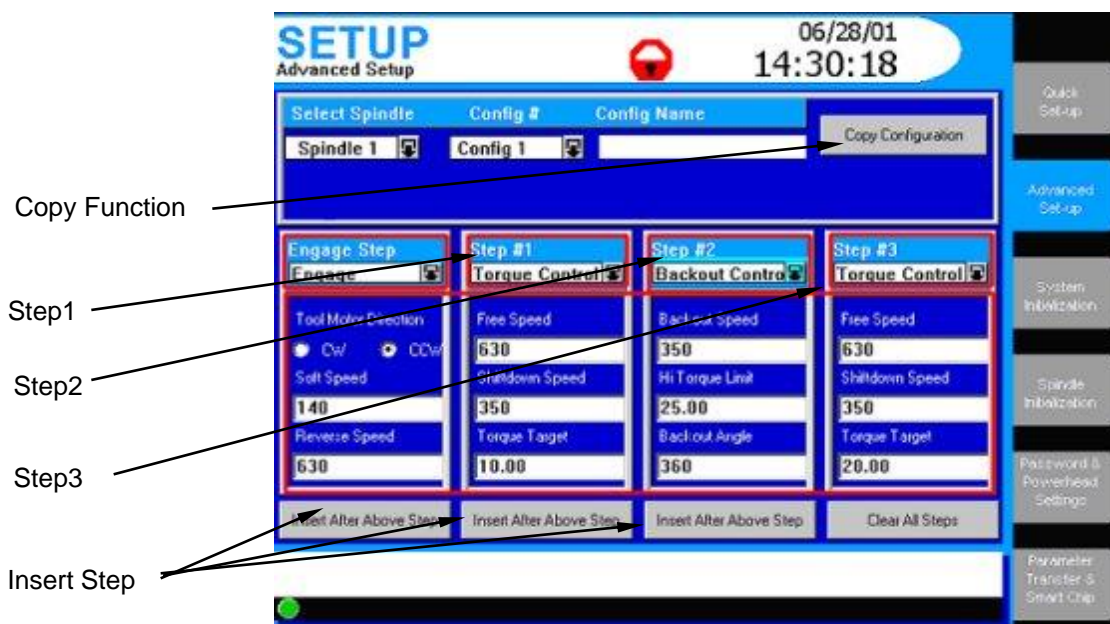 SETUP
Advanced Setup
06/28/01
14:30:18
Select Spindle Config # Config Name
Spindle 1 Config 1
Copy Configuration
Copy Function
Engage Step Step #1 Step #2 Step #3
Engage Torque Control Backout Contro Torque Control
Step1
Tool Motor Direction Free Speed Backout Speed Free Speed
CW CCW 630 350 630
Step2
Soft Speed Shiftdown Speed Hi Torque Limit Shiftdown Speed
140 350 25.00 350
Reverse Speed Torque Target Backout Angle Torque Target
630 10.00 360 20.00
Step3
Insert After Above Step Insert After Above Step Insert After Above Step Clear All Steps
Insert Step
Quick
Set-up
Advanced
Set-up
System
Initialization
Spindle
Initialization
Password &
Powerhead
Settings
Parameter
Transfer &
Smart Chip